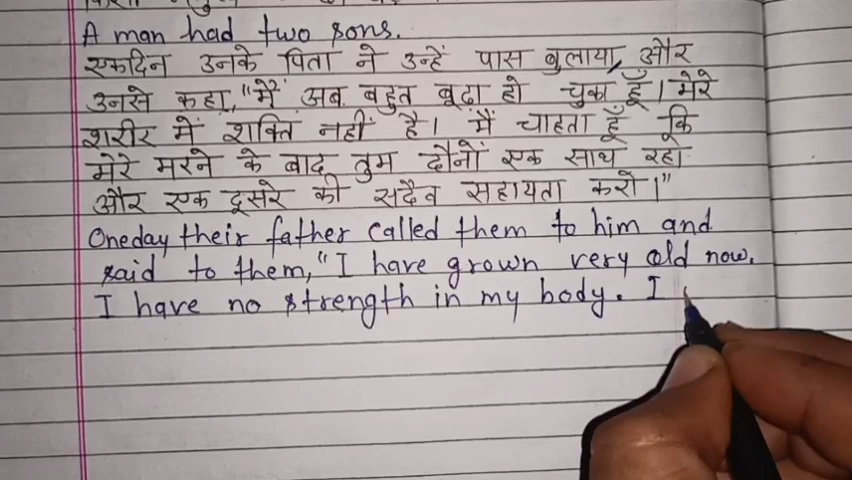 A man had two sons.
एकदिन उनके पिता ने उन्हें पास बुलाया, और
उनसे कहा, "मैं अब बहुत बूढ़ा हो चुका हूँ। मेरे
शरीर में शक्ति नहीं है। मैं चाहता हूँ कि
मेरे मरने के बाद तुम दौनों एक साथ रहो
और एक दूसरे की सदैव सहायता करो।"
Oneday their father called them to him and
said to them, "I have grown very old now.
I have no strength in my body. I